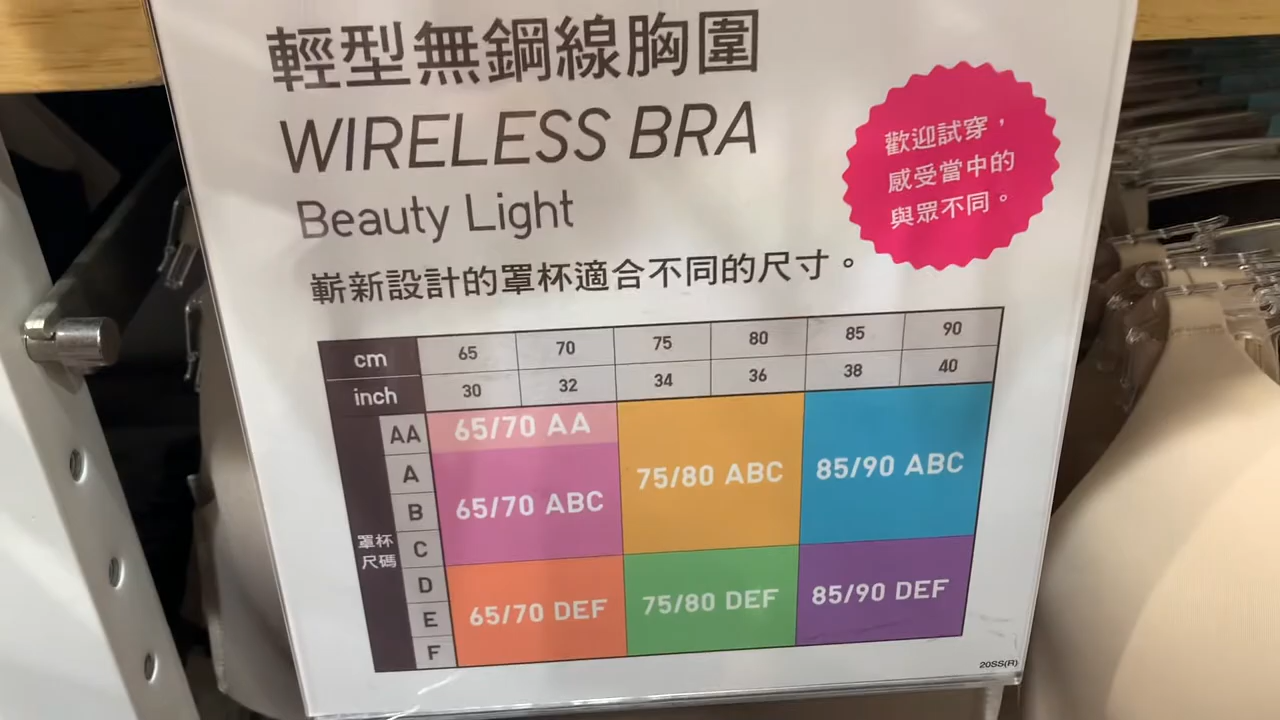 輕型無鋼線胸圍
WIRELESS BRA
Beauty Light
歡迎試穿，
感受當中的
與眾不同。
嶄新設計的罩杯適合不同的尺寸。
cm 65 70 75 80 85 90
inch 30 32 34 36 38 40
罩杯
尺碼
AA
A
B
C
D
E
F
65/70 AA
65/70 ABC
75/80 ABC
85/90 ABC
65/70 DEF
75/80 DEF
85/90 DEF
20SS(R)